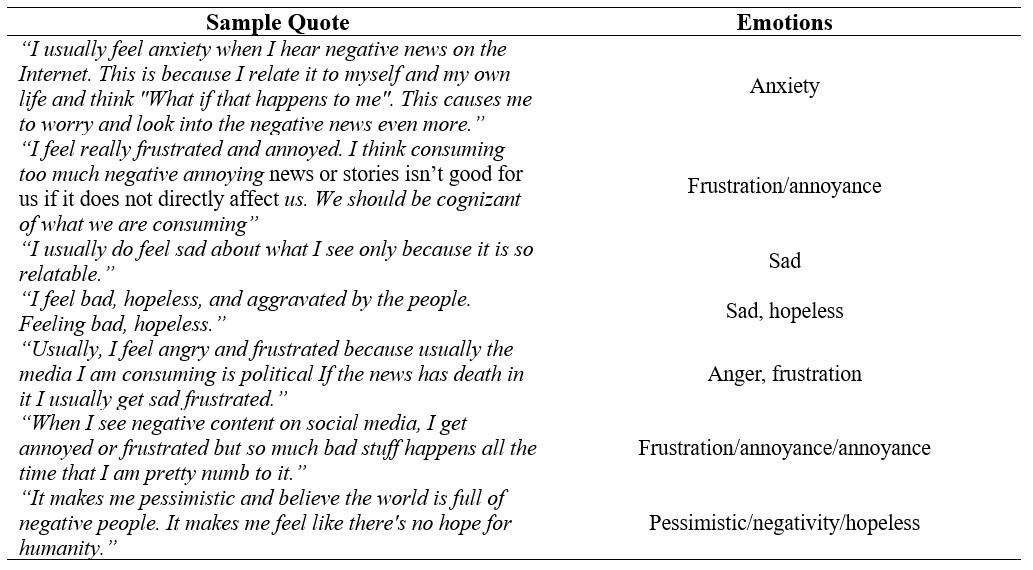 Sample Quote Emotions
“I usually feel anxiety when I hear negative news on the
Internet. This is because I relate it to myself and my own
life and think "What if that happens to me". This causes me
to worry and look into the negative news even more.”
Anxiety
“I feel really frustrated and annoyed. I think consuming
too much negative annoying news or stories isn’t good for
us if it does not directly affect us. We should be cognizant
of what we are consuming”
Frustration/annoyance
“I usually do feel sad about what I see only because it is so
relatable.”
Sad
“I feel bad, hopeless, and aggravated by the people.
Feeling bad, hopeless.”
Sad, hopeless
“Usually, I feel angry and frustrated because usually the
media I am consuming is political If the news has death in
it I usually get sad frustrated.”
Anger, frustration
“When I see negative content on social media, I get
annoyed or frustrated but so much bad stuff happens all the
time that I am pretty numb to it.”
Frustration/annoyance/annoyance
“It makes me pessimistic and believe the world is full of
negative people. It makes me feel like there's no hope for
humanity.”
Pessimistic/negativity/hopeless